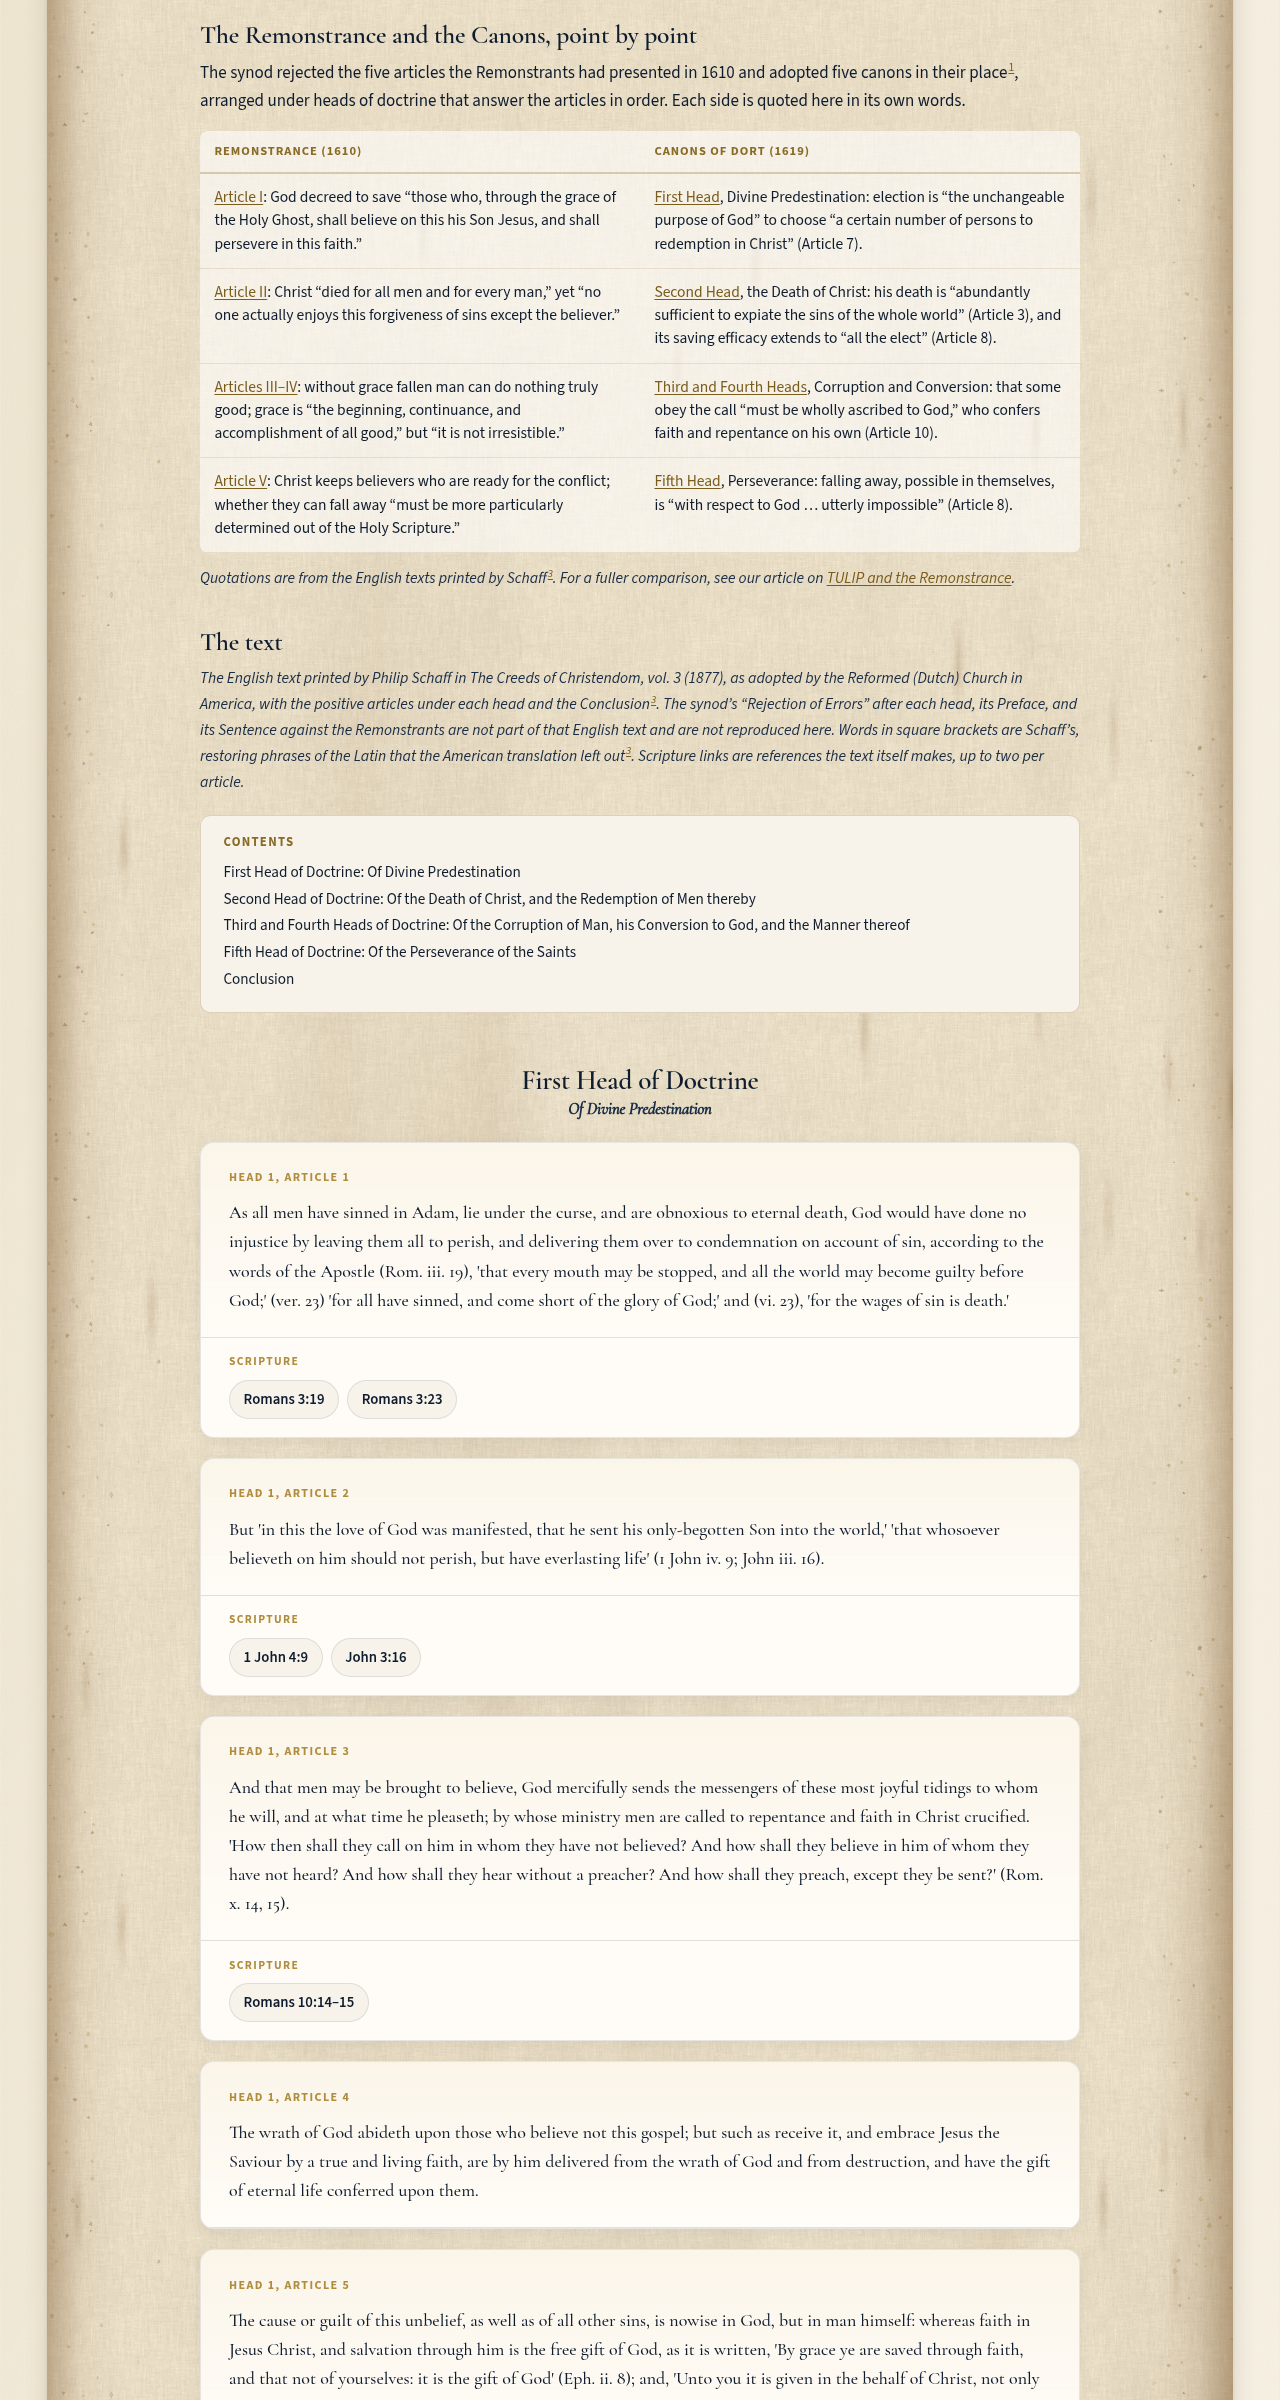 The Remonstrance and the Canons, point by point
The synod rejected the five articles the Remonstrants had presented in 1610 and adopted five canons in their place1,
arranged under heads of doctrine that answer the articles in order. Each side is quoted here in its own words.
REMONSTRANCE (1610)
CANONS OF DORT (1619)
Article I: God decreed to save “those who, through the grace of
the Holy Ghost, shall believe on this his Son Jesus, and shall
persevere in this faith.”
First Head, Divine Predestination: election is “the unchangeable
purpose of God” to choose “a certain number of persons to
redemption in Christ” (Article 7).
Article II: Christ “died for all men and for every man,” yet “no
one actually enjoys this forgiveness of sins except the believer.”
Second Head, the Death of Christ: his death is “abundantly
sufficient to expiate the sins of the whole world” (Article 3), and
its saving efficacy extends to “all the elect” (Article 8).
Articles III–IV: without grace fallen man can do nothing truly
good; grace is “the beginning, continuance, and
accomplishment of all good,” but “it is not irresistible.”
Third and Fourth Heads, Corruption and Conversion: that some
obey the call “must be wholly ascribed to God,” who confers
faith and repentance on his own (Article 10).
Article V: Christ keeps believers who are ready for the conflict;
whether they can fall away “must be more particularly
determined out of the Holy Scripture.”
Fifth Head, Perseverance: falling away, possible in themselves,
is “with respect to God … utterly impossible” (Article 8).
Quotations are from the English texts printed by Schaff3. For a fuller comparison, see our article on TULIP and the Remonstrance.
The text
The English text printed by Philip Schaff in The Creeds of Christendom, vol. 3 (1877), as adopted by the Reformed (Dutch) Church in
America, with the positive articles under each head and the Conclusion3. The synod’s “Rejection of Errors” after each head, its Preface, and
its Sentence against the Remonstrants are not part of that English text and are not reproduced here. Words in square brackets are Schaff’s,
restoring phrases of the Latin that the American translation left out3. Scripture links are references the text itself makes, up to two per
article.
CONTENTS
First Head of Doctrine: Of Divine Predestination
Second Head of Doctrine: Of the Death of Christ, and the Redemption of Men thereby
Third and Fourth Heads of Doctrine: Of the Corruption of Man, his Conversion to God, and the Manner thereof
Fifth Head of Doctrine: Of the Perseverance of the Saints
Conclusion
First Head of Doctrine
Of Divine Predestination
HEAD 1, ARTICLE 1
As all men have sinned in Adam, lie under the curse, and are obnoxious to eternal death, God would have done no
injustice by leaving them all to perish, and delivering them over to condemnation on account of sin, according to the
words of the Apostle (Rom. iii. 19), 'that every mouth may be stopped, and all the world may become guilty before
God;' (ver. 23) 'for all have sinned, and come short of the glory of God;' and (vi. 23), 'for the wages of sin is death.'
SCRIPTURE
Romans 3:19
Romans 3:23
HEAD 1, ARTICLE 2
But 'in this the love of God was manifested, that he sent his only-begotten Son into the world,' 'that whosoever
believeth on him should not perish, but have everlasting life' (1 John iv. 9; John iii. 16).
SCRIPTURE
1 John 4:9
John 3:16
HEAD 1, ARTICLE 3
And that men may be brought to believe, God mercifully sends the messengers of these most joyful tidings to whom
he will, and at what time he pleaseth; by whose ministry men are called to repentance and faith in Christ crucified.
'How then shall they call on him in whom they have not believed? And how shall they believe in him of whom they
have not heard? And how shall they hear without a preacher? And how shall they preach, except they be sent?' (Rom.
x. 14, 15).
SCRIPTURE
Romans 10:14–15
HEAD 1, ARTICLE 4
The wrath of God abideth upon those who believe not this gospel; but such as receive it, and embrace Jesus the
Saviour by a true and living faith, are by him delivered from the wrath of God and from destruction, and have the gift
of eternal life conferred upon them.
HEAD 1, ARTICLE 5
The cause or guilt of this unbelief, as well as of all other sins, is nowise in God, but in man himself: whereas faith in
Jesus Christ, and salvation through him is the free gift of God, as it is written, 'By grace ye are saved through faith,
and that not of yourselves: it is the gift of God' (Eph. ii. 8); and, 'Unto you it is given in the behalf of Christ, not only